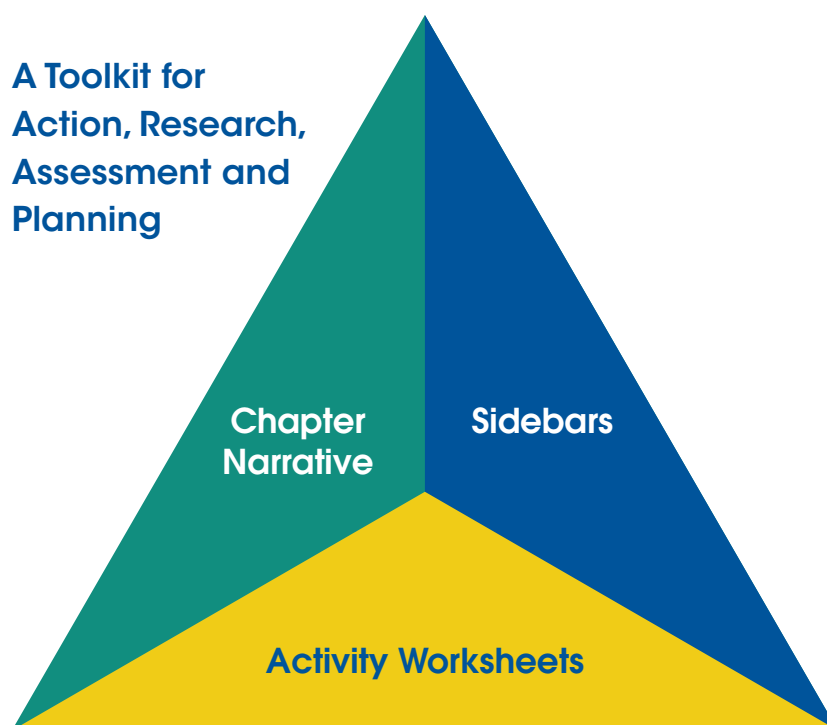 A Toolkit for
Action, Research,
Assessment and
Planning
Chapter
Narrative
Sidebars
Activity Worksheets